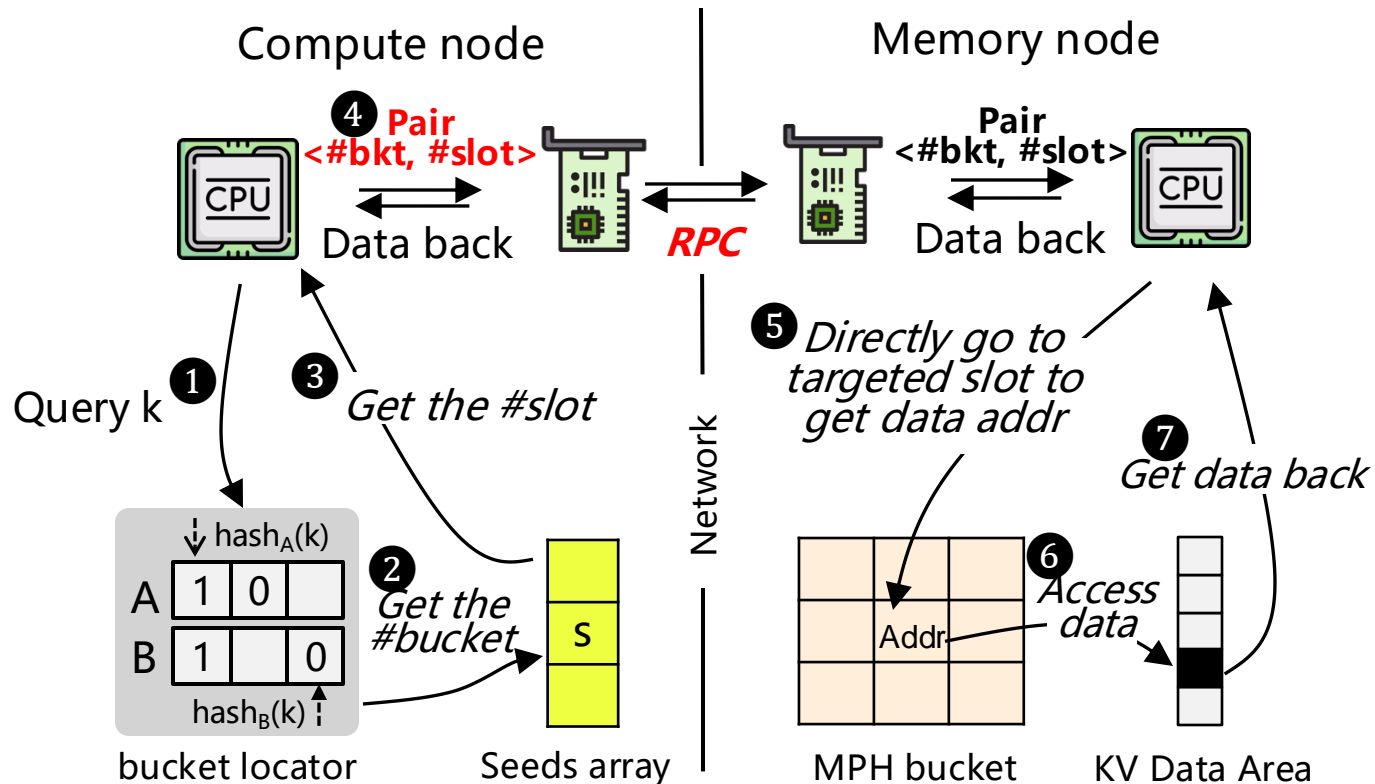 Compute node
Memory node
4 Pair
<#bkt, #slot>
Pair
<#bkt, #slot>
CPU
CPU
Data back
RPC
Data back
Network
1
Query k
3
Get the #slot
5 Directly go to
targeted slot to
get data addr
7
Get data back
hashA(k)
A 1 0
B 1 0
hashB(k)
2
Get the
#bucket
s
Addr
6
Access
data
bucket locator
Seeds array
MPH bucket
KV Data Area